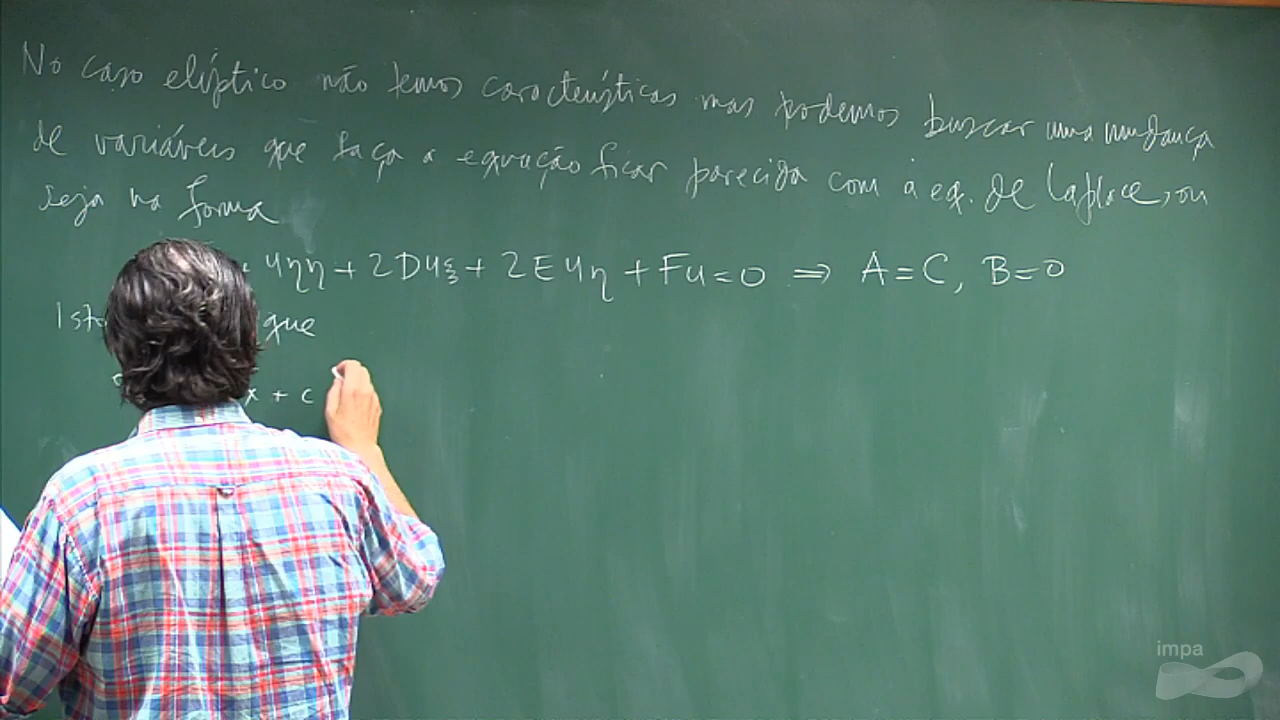 No caso elíptico não temos características mas podemos buscar uma mudança
de variáveis que faça a equação ficar parecida com a eq. de Laplace, ou
seja na forma
uηη + 2Duξ + 2Euη + Fu = 0 ⇒ A = C, B = 0
que
x + c
impa